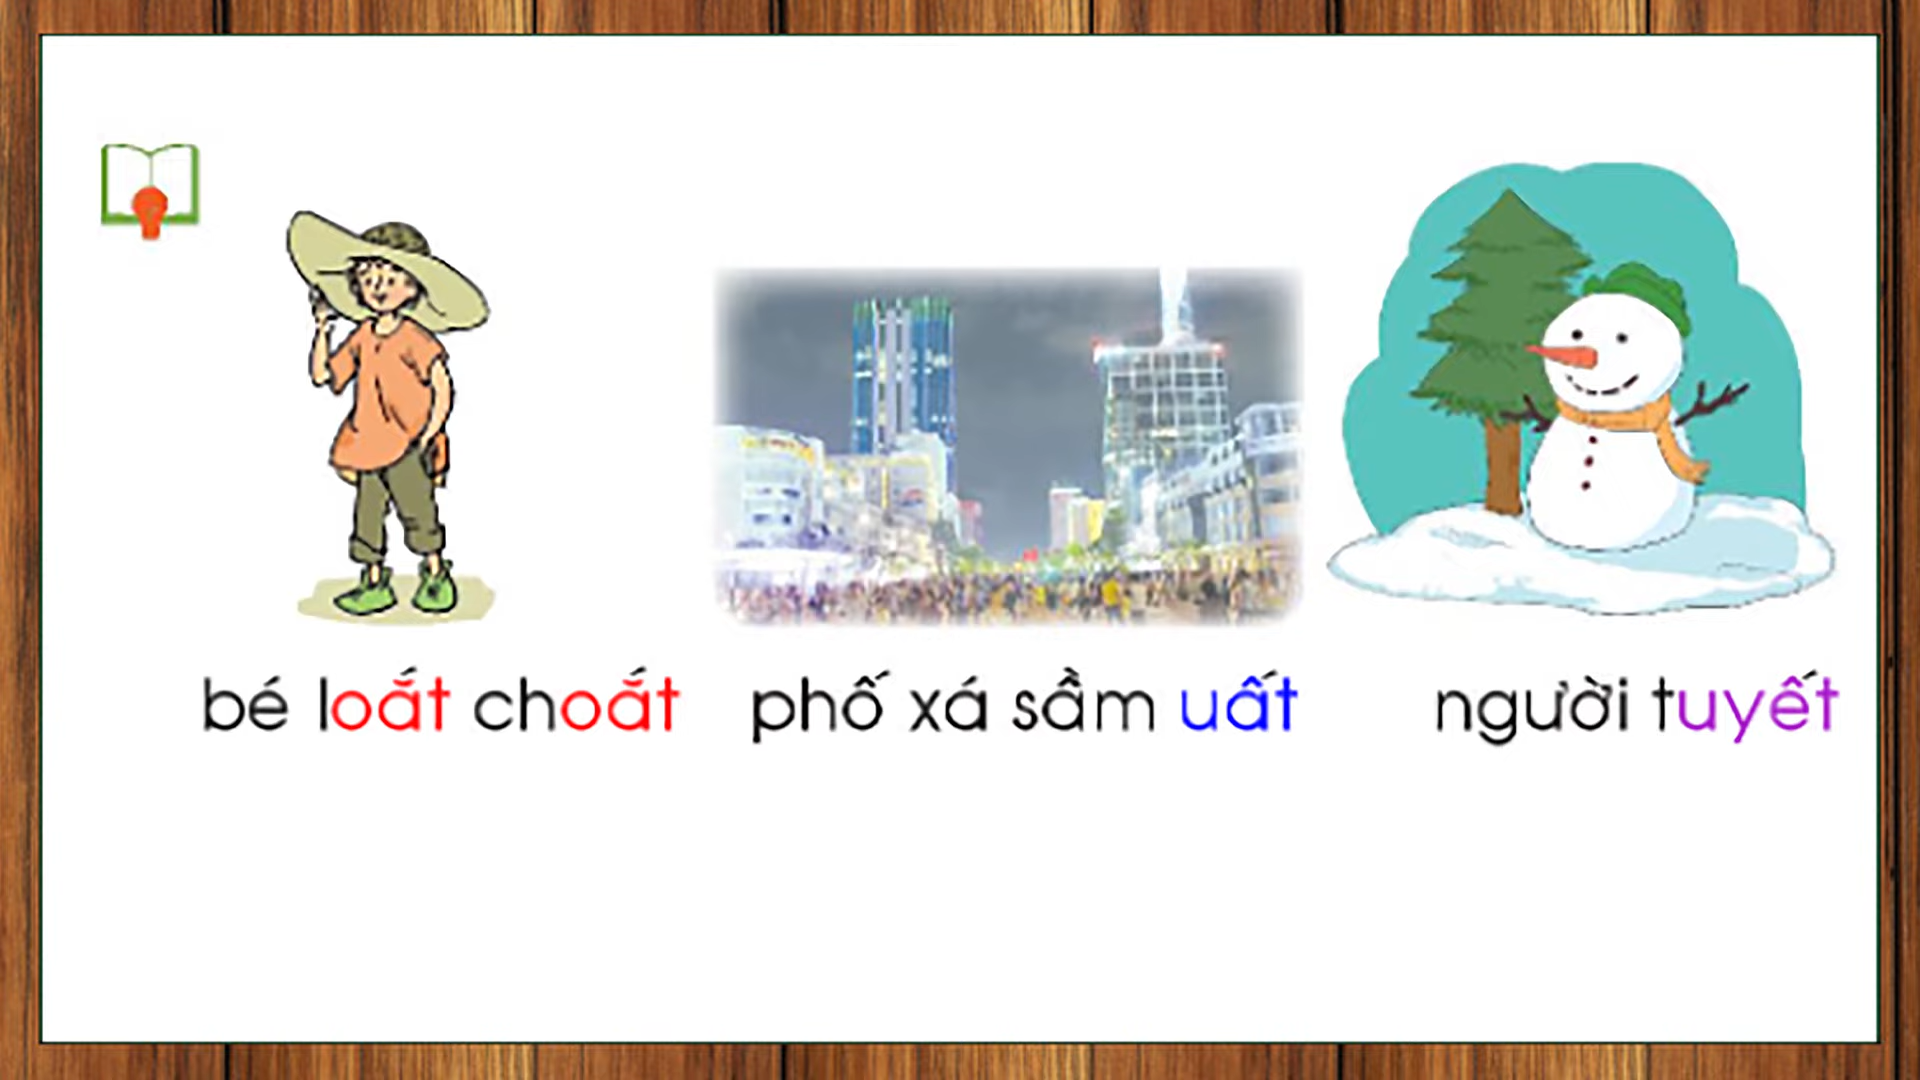 bé loắt choắt
phố xá sầm uất
người tuyết